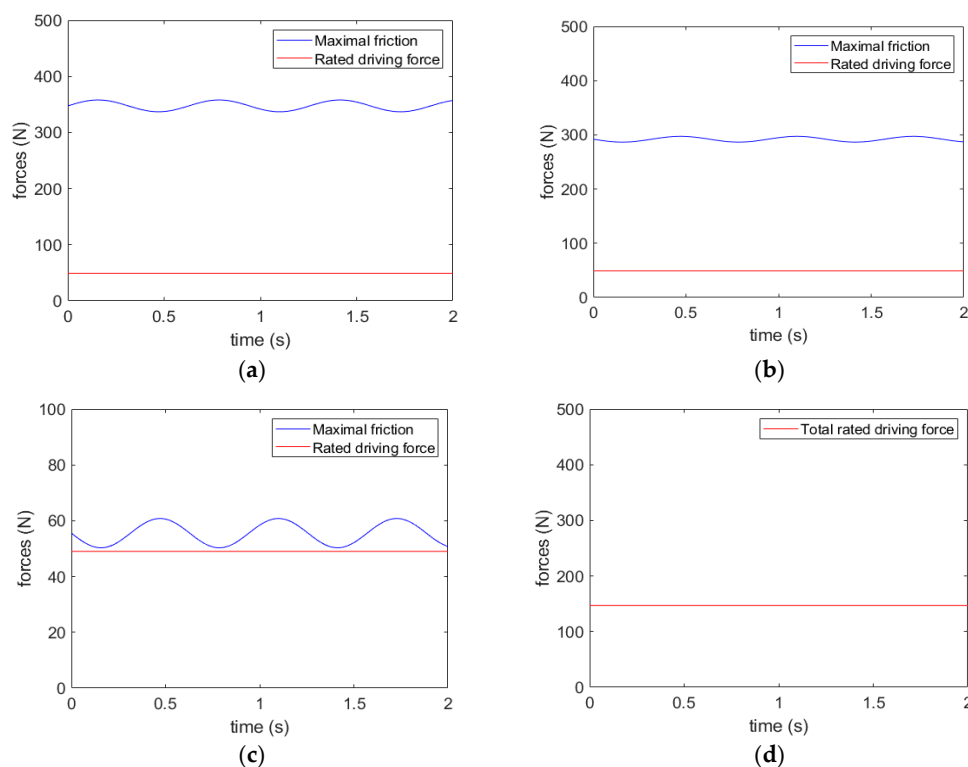 500
400
300
200
100
0
forces (N)
Maximal friction
Rated driving force
0 0.5 1 1.5 2
time (s)
(a)
500
400
300
200
100
0
forces (N)
Maximal friction
Rated driving force
0 0.5 1 1.5 2
time (s)
(b)
100
80
60
40
20
0
forces (N)
Maximal friction
Rated driving force
0 0.5 1 1.5 2
time (s)
(c)
500
400
300
200
100
0
forces (N)
Total rated driving force
0 0.5 1 1.5 2
time (s)
(d)